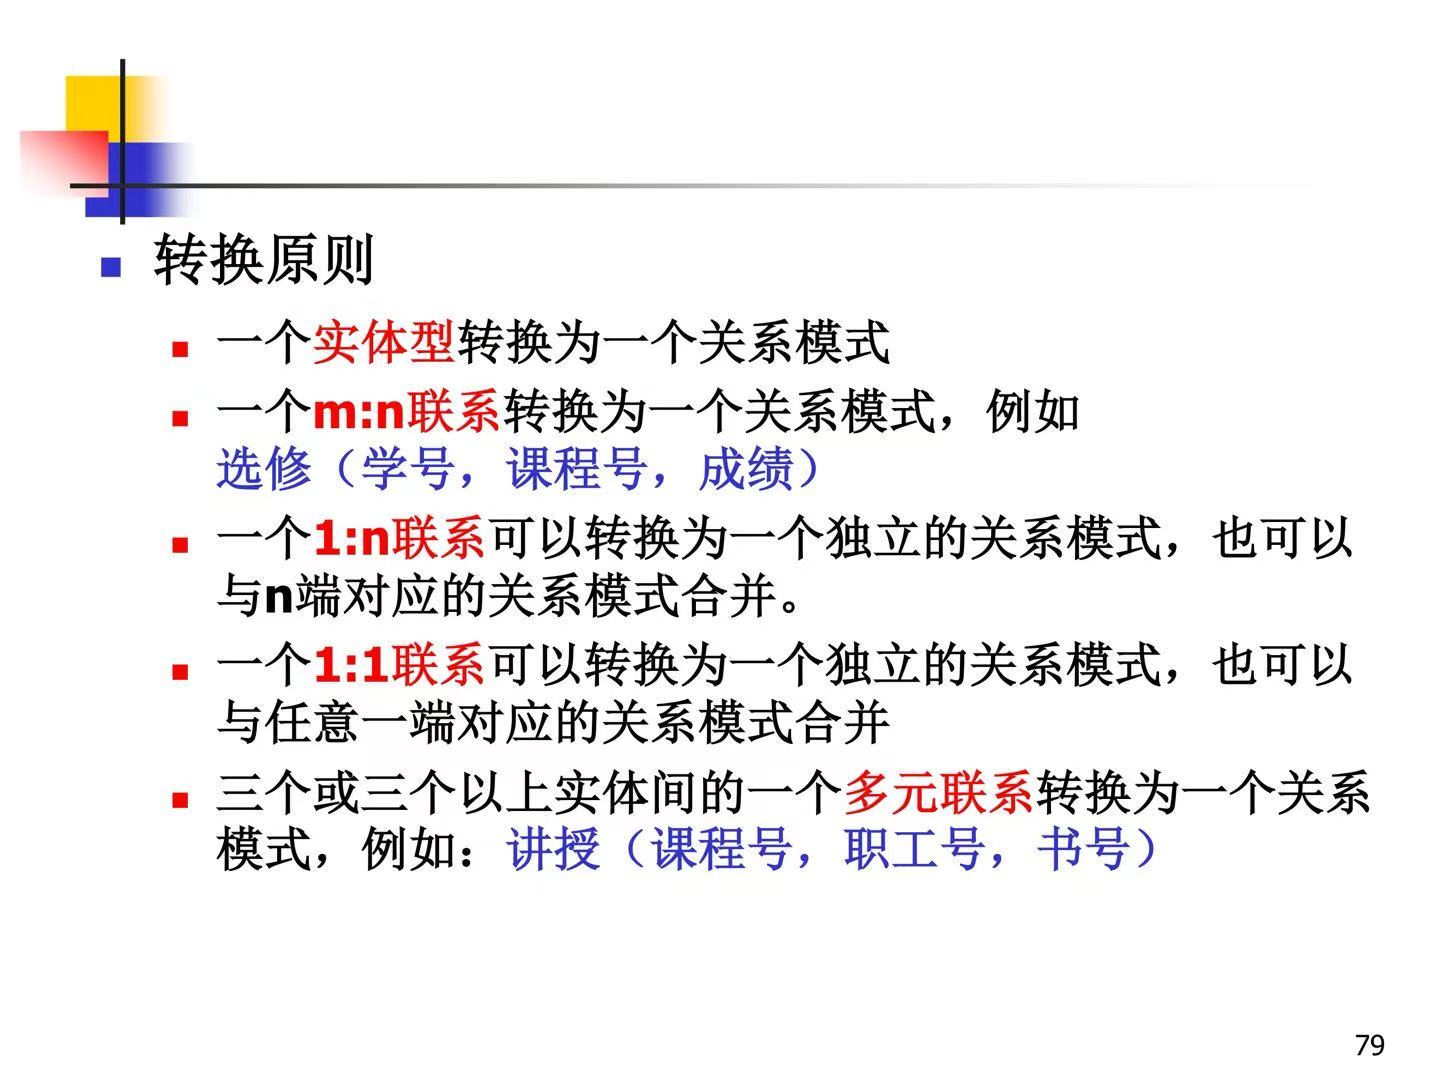 转换原则
一个实体型转换为一个关系模式
一个m:n联系转换为一个关系模式，例如
选修（学号，课程号，成绩）
一个1:n联系可以转换为一个独立的关系模式，也可以
与n端对应的关系模式合并。
一个1:1联系可以转换为一个独立的关系模式，也可以
与任意一端对应的关系模式合并
三个或三个以上实体间的一个多元联系转换为一个关系
模式，例如：讲授（课程号，职工号，书号）
79